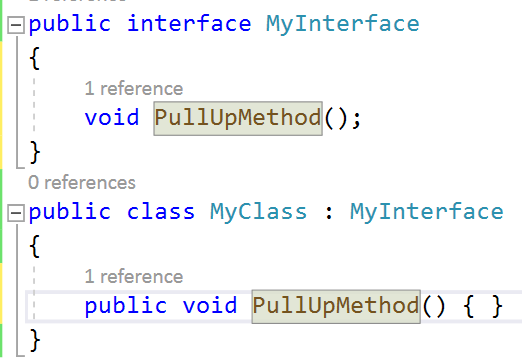 public interface MyInterface
{
1 reference
void PullUpMethod();
}
0 references
public class MyClass : MyInterface
{
1 reference
public void PullUpMethod() { }
}